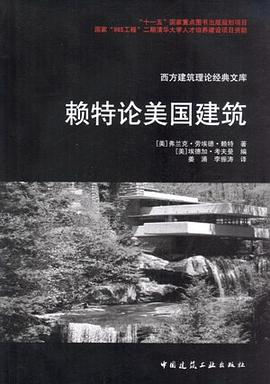 "十一五"国家重点图书出版规划项目
国家"985工程"二期清华大学人才培养建设项目资助
西方建筑理论经典文库
赖特论美国建筑
[美]弗兰克·劳埃德·赖特 著
[美]埃德加·考夫曼 编
姜涌 李振涛 译
中国建筑工业出版社